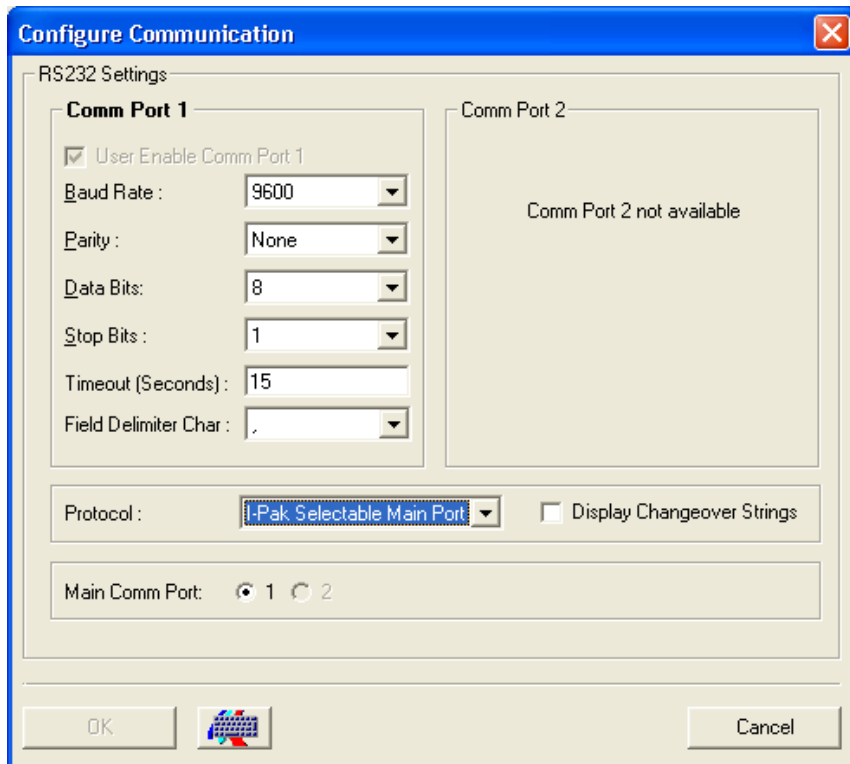 Configure Communication
RS232 Settings
Comm Port 1
User Enable Comm Port 1
Baud Rate : 9600
Parity : None
Data Bits: 8
Stop Bits : 1
Timeout (Seconds) : 15
Field Delimiter Char : ,
Comm Port 2
Comm Port 2 not available
Protocol : I-Pak Selectable Main Port Display Changeover Strings
Main Comm Port: 1 2
OK Cancel